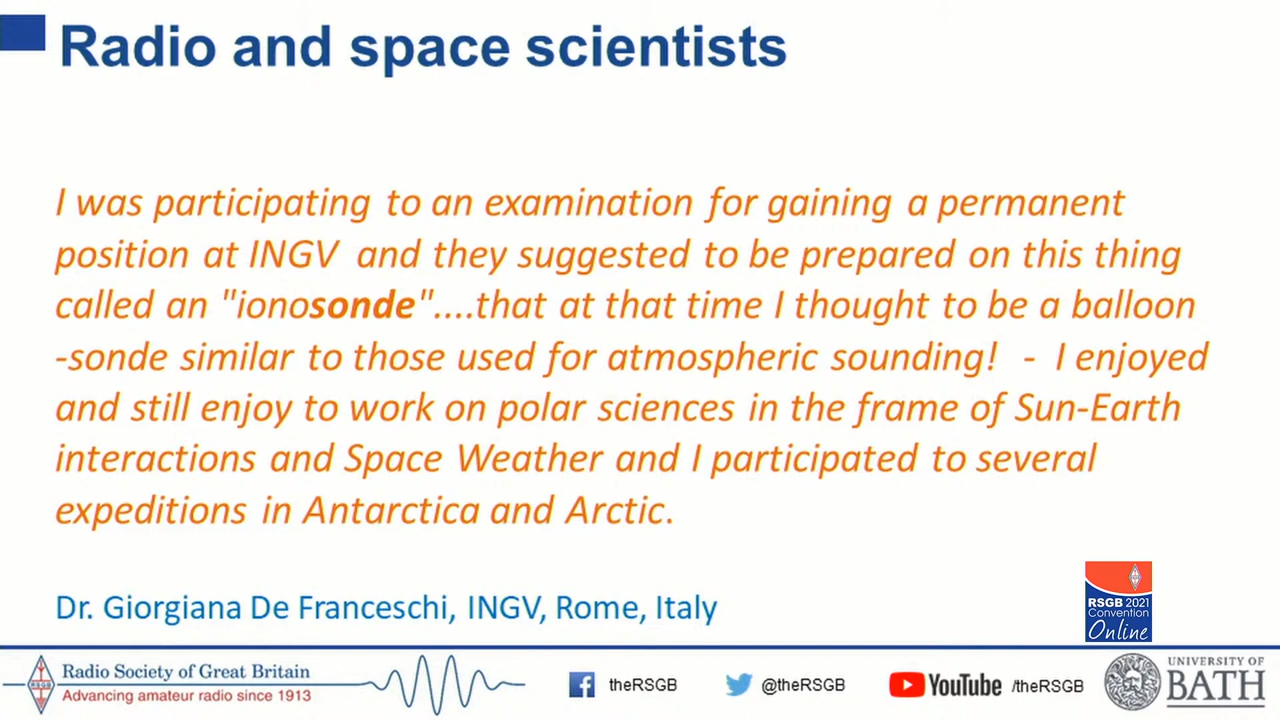 Radio and space scientists
I was participating to an examination for gaining a permanent
position at INGV and they suggested to be prepared on this thing
called an "ionosonde"....that at that time I thought to be a balloon
-sonde similar to those used for atmospheric sounding! - I enjoyed
and still enjoy to work on polar sciences in the frame of Sun-Earth
interactions and Space Weather and I participated to several
expeditions in Antarctica and Arctic.
Dr. Giorgiana De Franceschi, INGV, Rome, Italy
RSGB 2021
Convention
Online
RSGB
Radio Society of Great Britain
Advancing amateur radio since 1913
theRSGB
@theRSGB
YouTube /theRSGB
UNIVERSITY OF
BATH